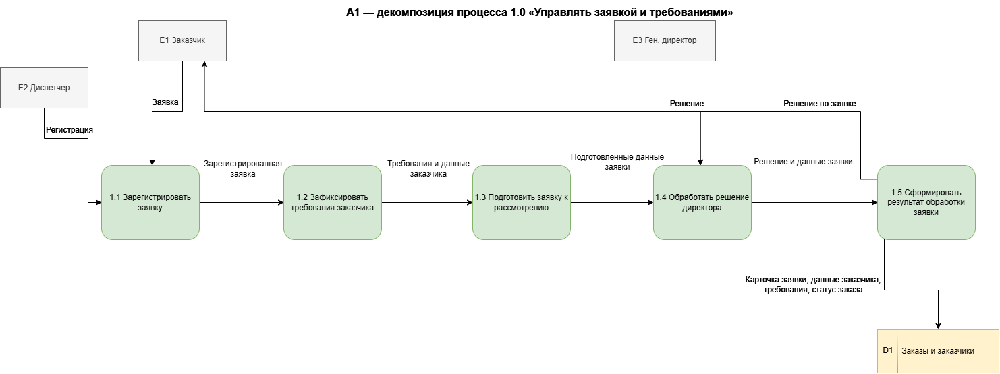 А1 — декомпозиция процесса 1.0 «Управлять заявкой и требованиями»
E1 Заказчик
E3 Ген. директор
E2 Диспетчер
Заявка
Решение
Решение по заявке
Регистрация
Зарегистрированная
заявка
Требования и данные
заказчика
Подготовленные данные
заявки
Решение и данные заявки
1.1 Зарегистрировать
заявку
1.2 Зафиксировать
требования заказчика
1.3 Подготовить заявку к
рассмотрению
1.4 Обработать решение
директора
1.5 Сформировать
результат обработки
заявки
Карточка заявки, данные заказчика,
требования, статус заказа
D1
Заказы и заказчики